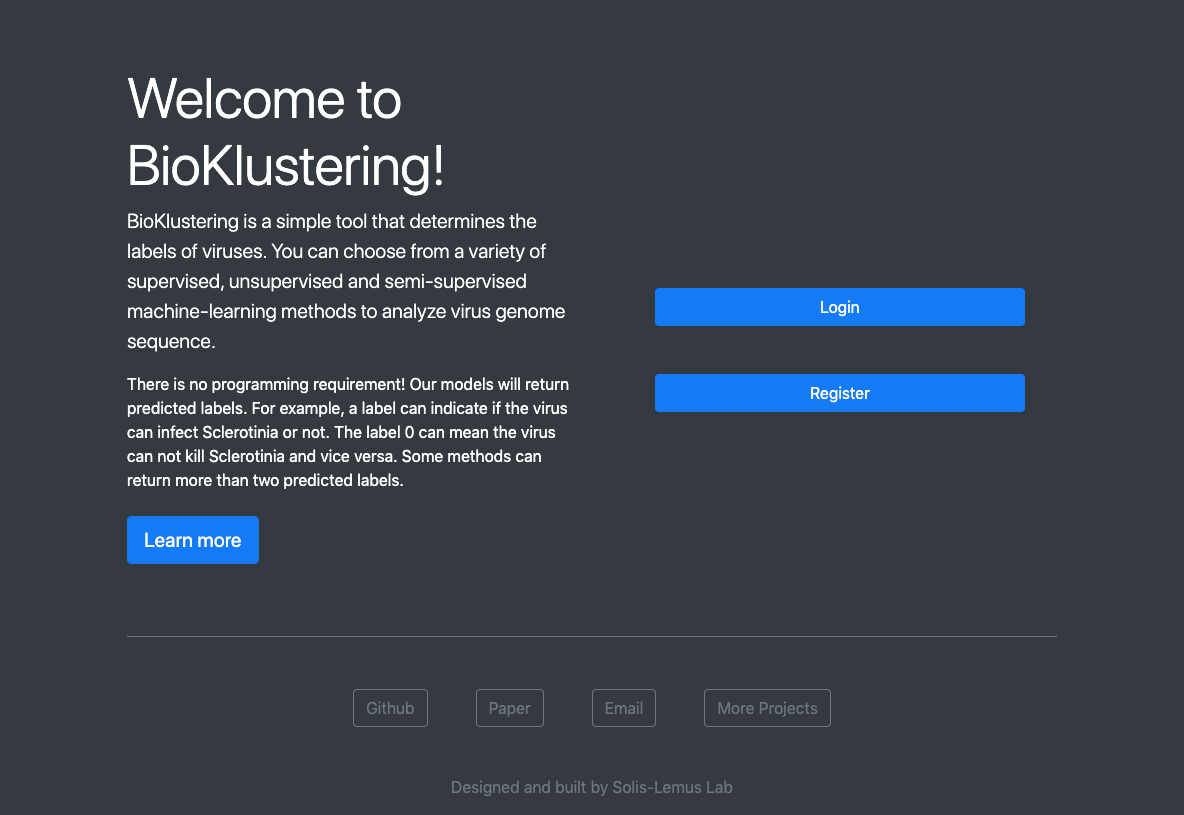 Welcome to
BioKlustering!
BioKlustering is a simple tool that determines the
labels of viruses. You can choose from a variety of
supervised, unsupervised and semi-supervised
machine-learning methods to analyze virus genome
sequence.
There is no programming requirement! Our models will return
predicted labels. For example, a label can indicate if the virus
can infect Sclerotinia or not. The label 0 can mean the virus
can not kill Sclerotinia and vice versa. Some methods can
return more than two predicted labels.
Learn more
Login
Register
Github
Paper
Email
More Projects
Designed and built by Solis-Lemus Lab